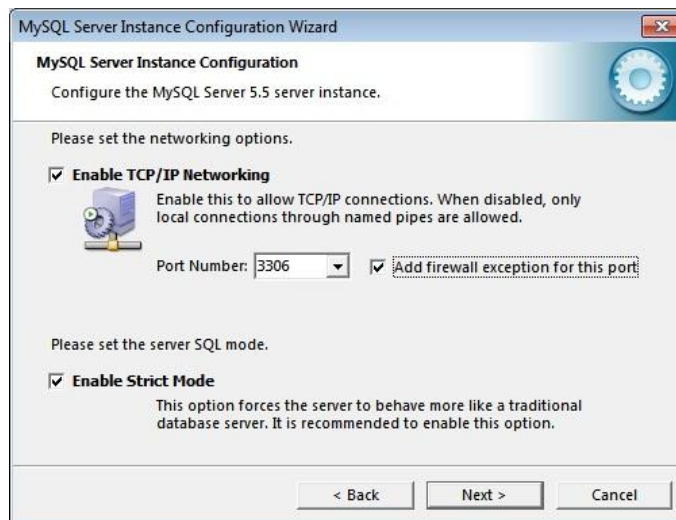 MySQL Server Instance Configuration Wizard
MySQL Server Instance Configuration
Configure the MySQL Server 5.5 server instance.
Please set the networking options.
Enable TCP/IP Networking
Enable this to allow TCP/IP connections. When disabled, only
local connections through named pipes are allowed.
Port Number: 3306 Add firewall exception for this port
Please set the server SQL mode.
Enable Strict Mode
This option forces the server to behave more like a traditional
database server. It is recommended to enable this option.
< Back Next > Cancel